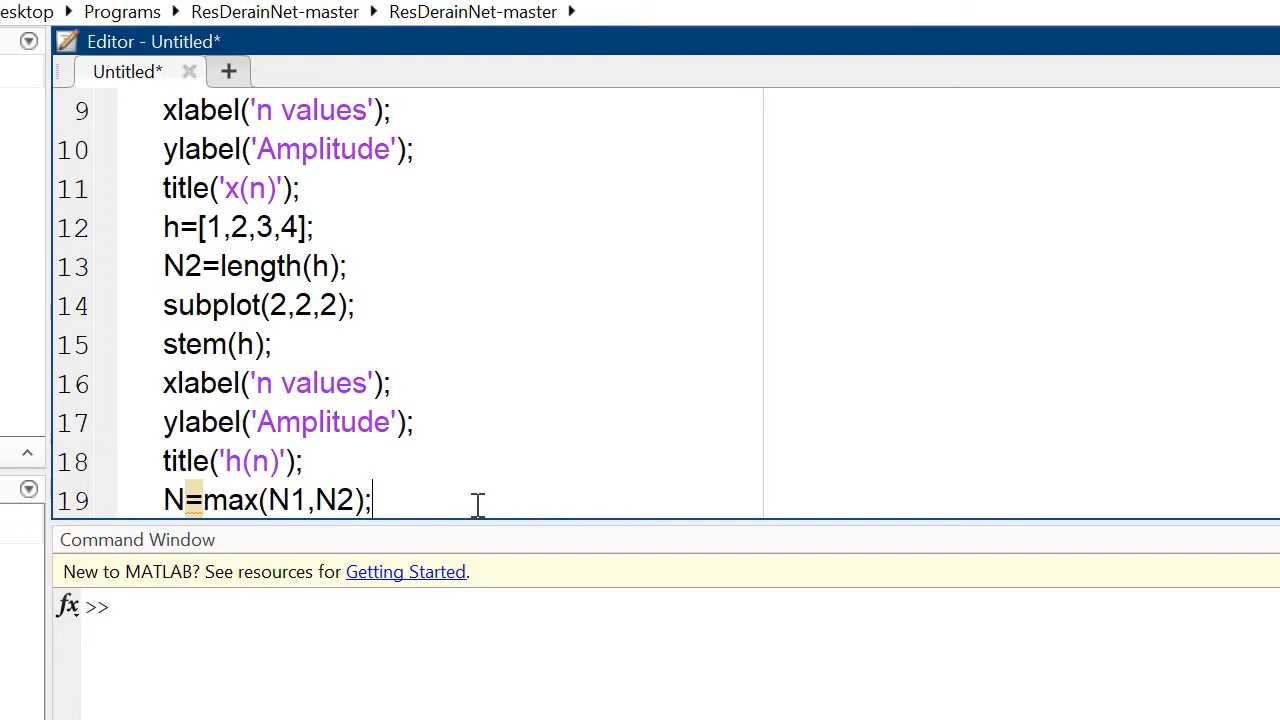 esktop ▸ Programs ▸ ResDerainNet-master ▸ ResDerainNet-master ▸
Editor - Untitled*
Untitled* × +
9 xlabel('n values');
10 ylabel('Amplitude');
11 title('x(n)');
12 h=[1,2,3,4];
13 N2=length(h);
14 subplot(2,2,2);
15 stem(h);
16 xlabel('n values');
17 ylabel('Amplitude');
18 title('h(n)');
19 N=max(N1,N2);
Command Window
New to MATLAB? See resources for Getting Started.
fx >>